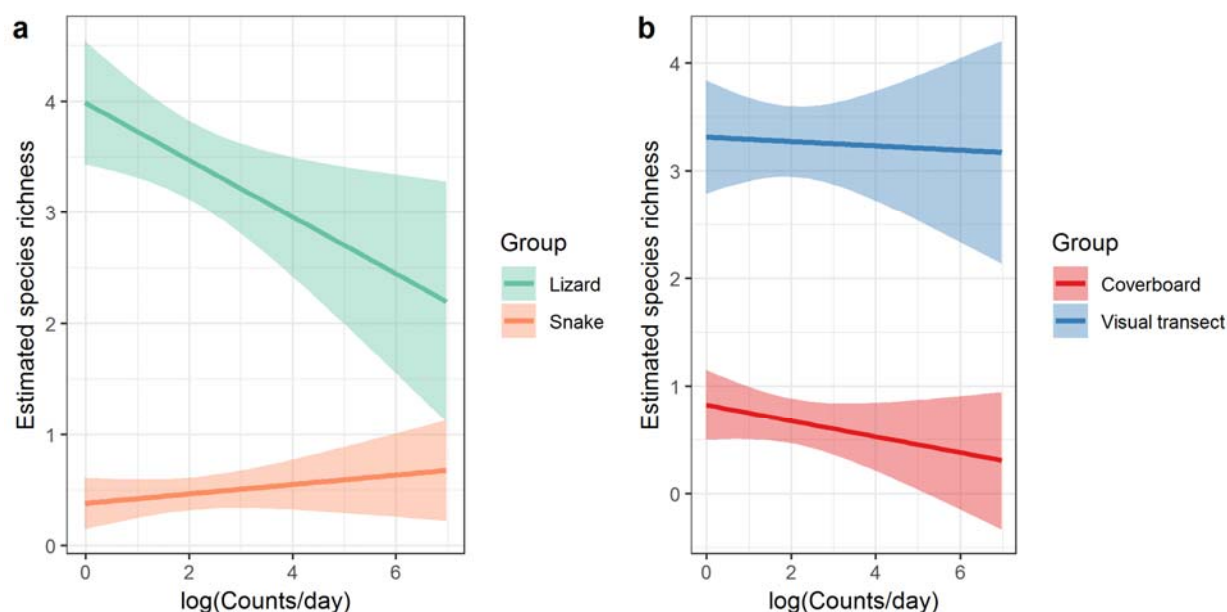 a
Estimated species richness
4
3
2
1
0
0 2 4 6
log(Counts/day)
Group
Lizard
Snake
b
Estimated species richness
4
3
2
1
0
0 2 4 6
log(Counts/day)
Group
Coverboard
Visual transect